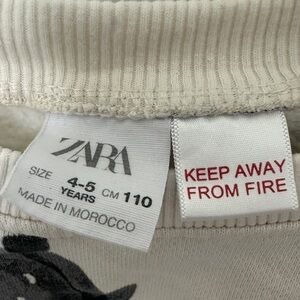 ZARA
SIZE 4-5 YEARS CM 110
MADE IN MOROCCO
KEEP AWAY
FROM FIRE